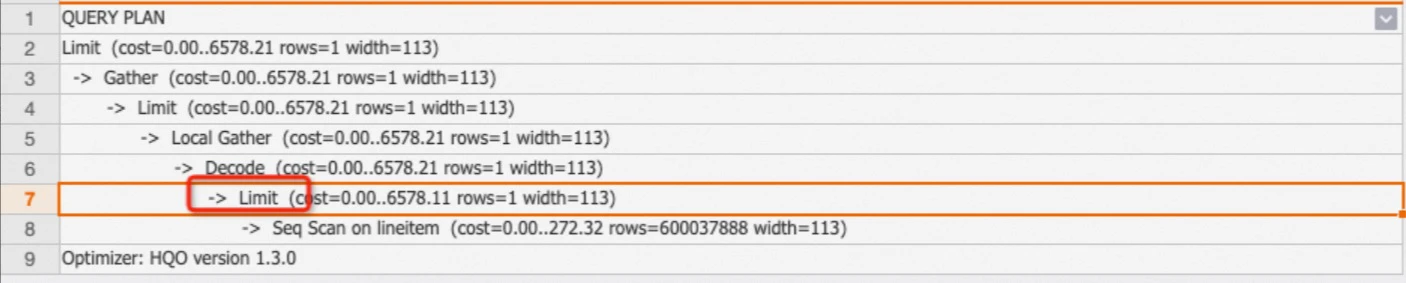 1 QUERY PLAN
2 Limit (cost=0.00..6578.21 rows=1 width=113)
3 -> Gather (cost=0.00..6578.21 rows=1 width=113)
4 -> Limit (cost=0.00..6578.21 rows=1 width=113)
5 -> Local Gather (cost=0.00..6578.21 rows=1 width=113)
6 -> Decode (cost=0.00..6578.21 rows=1 width=113)
7 -> Limit (cost=0.00..6578.11 rows=1 width=113)
8 -> Seq Scan on lineitem (cost=0.00..272.32 rows=600037888 width=113)
9 Optimizer: HQO version 1.3.0